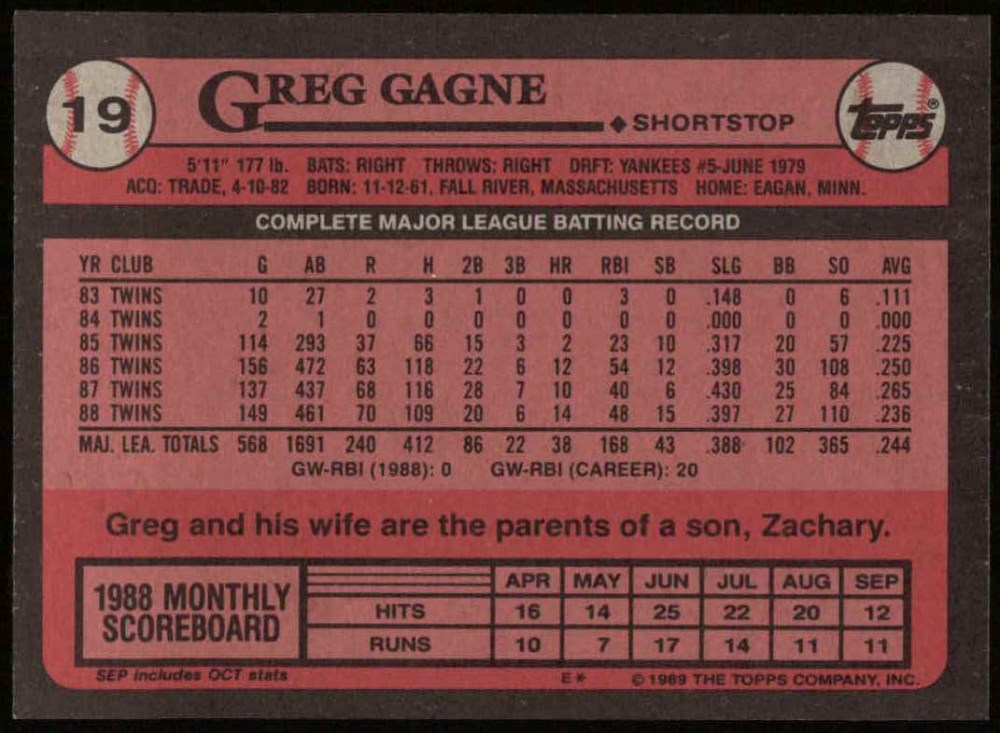 19
GREG GAGNE
◆ SHORTSTOP
Topps®
5'11" 177 lb. BATS: RIGHT THROWS: RIGHT DRFT: YANKEES #5-JUNE 1979
ACQ: TRADE, 4-10-82 BORN: 11-12-61, FALL RIVER, MASSACHUSETTS HOME: EAGAN, MINN.
COMPLETE MAJOR LEAGUE BATTING RECORD
YR CLUB G AB R H 2B 3B HR RBI SB SLG BB SO AVG
83 TWINS 10 27 2 3 1 0 0 3 0 .148 0 6 .111
84 TWINS 2 1 0 0 0 0 0 0 0 .000 0 0 .000
85 TWINS 114 293 37 66 15 3 2 23 10 .317 20 57 .225
86 TWINS 156 472 63 118 22 6 12 54 12 .398 30 108 .250
87 TWINS 137 437 68 116 28 7 10 40 6 .430 25 84 .265
88 TWINS 149 461 70 109 20 6 14 48 15 .397 27 110 .236
MAJ. LEA. TOTALS 568 1691 240 412 86 22 38 168 43 .388 102 365 .244
GW-RBI (1988): 0 GW-RBI (CAREER): 20
Greg and his wife are the parents of a son, Zachary.
1988 MONTHLY
SCOREBOARD
APR MAY JUN JUL AUG SEP
HITS 16 14 25 22 20 12
RUNS 10 7 17 14 11 11
SEP includes OCT stats
E* © 1989 THE TOPPS COMPANY, INC.